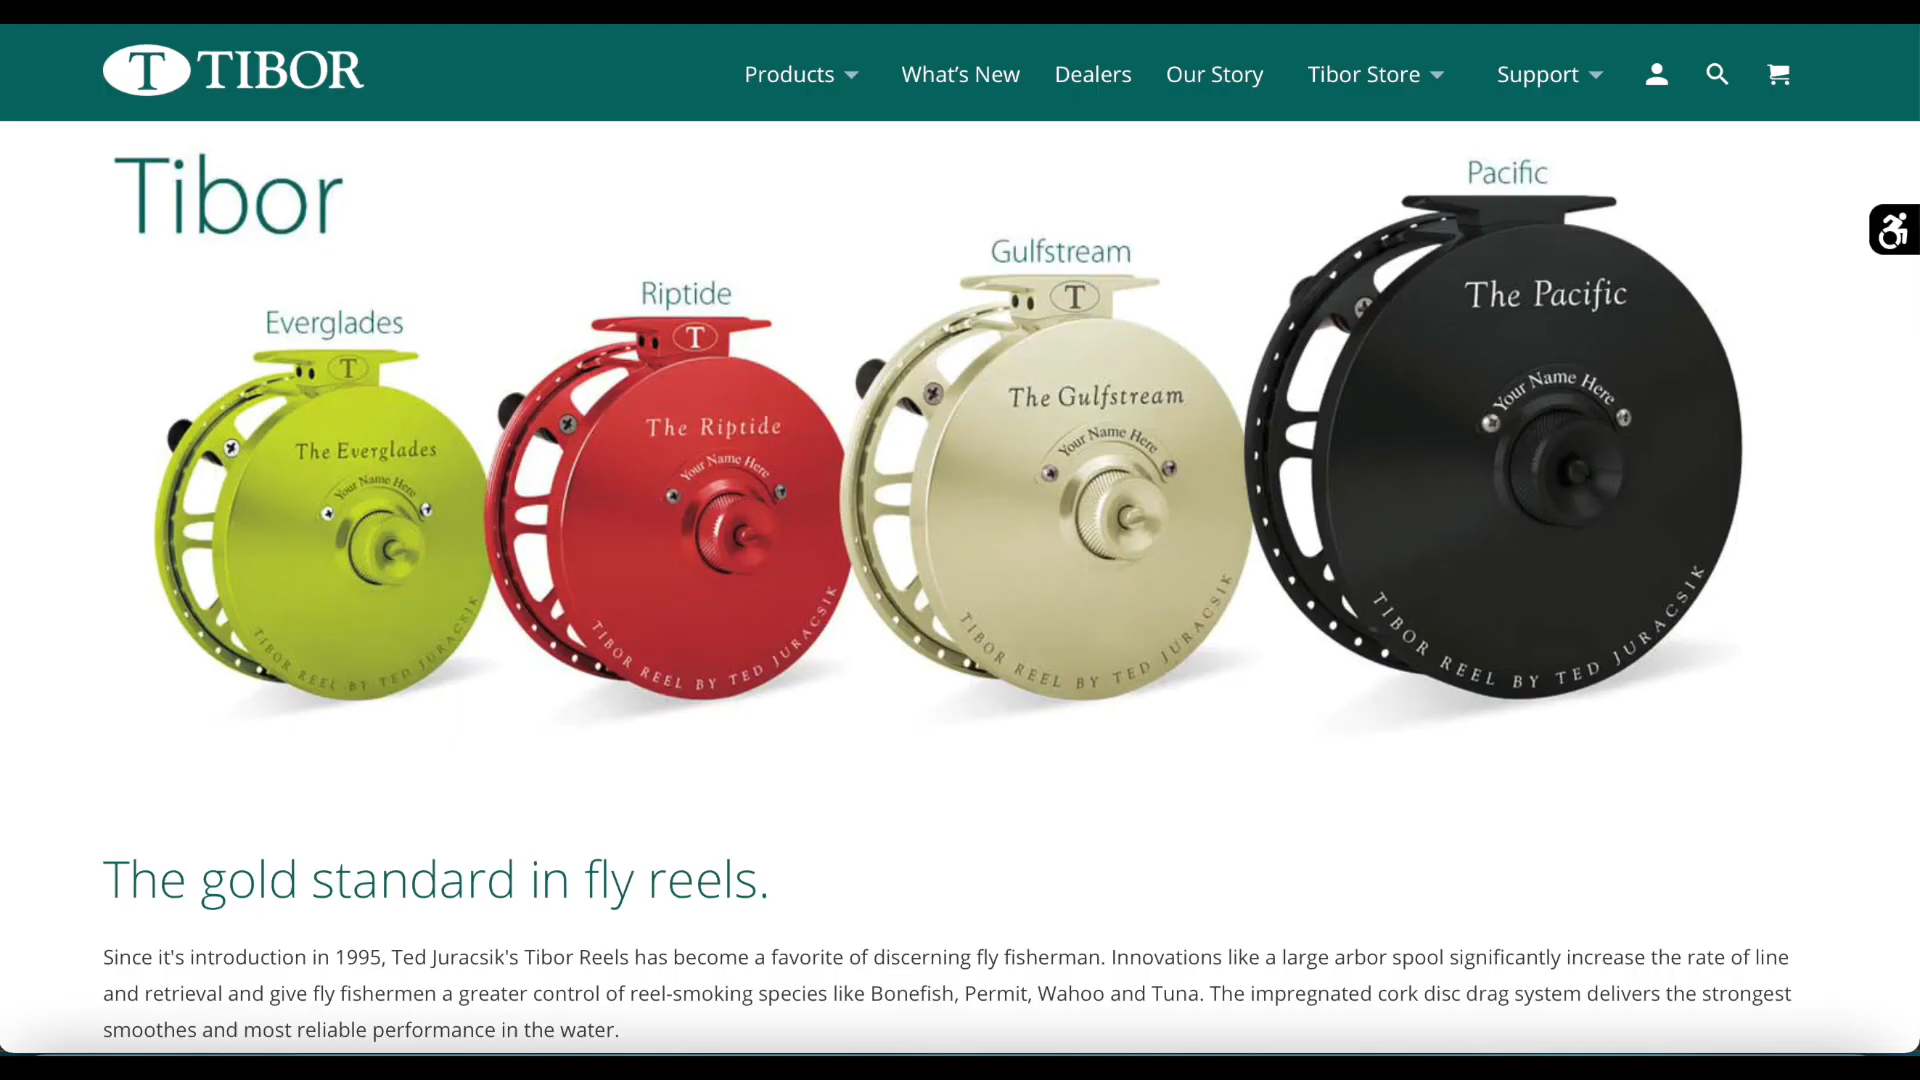 T TIBOR
Products What's New Dealers Our Story Tibor Store Support
Tibor
Everglades
Riptide
Gulfstream
Pacific
T
The Everglades
Your Name Here
TIBOR REEL BY TED JURACSIK
T
The Riptide
Your Name Here
TIBOR REEL BY TED JURACSIK
T
The Gulfstream
Your Name Here
TIBOR REEL BY TED JURACSIK
The Pacific
Your Name Here
TIBOR REEL BY TED JURACSIK
The gold standard in fly reels.
Since it's introduction in 1995, Ted Juracsik's Tibor Reels has become a favorite of discerning fly fisherman. Innovations like a large arbor spool significantly increase the rate of line
and retrieval and give fly fishermen a greater control of reel-smoking species like Bonefish, Permit, Wahoo and Tuna. The impregnated cork disc drag system delivers the strongest
smoothes and most reliable performance in the water.